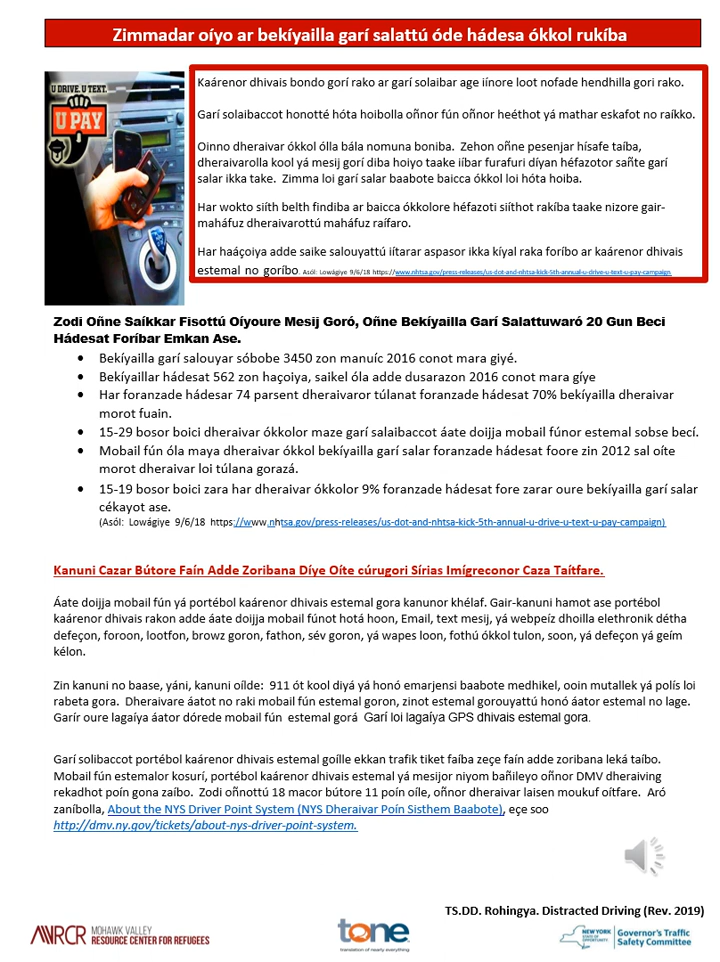 Zimmadar oíyo ar bekíyailla garí salattú óde hádesa ókkol rukíba
U DRIVE. U TEXT.
U PAY
Kaárenor dhivais bondo gorí rako ar garí solaibar age iínore loot nofade hendhilla gori rako.
Garí solaibaccot honotté hóta hoibolla oñnor fún oñnor heéthot yá mathar eskafot no raíkko.
Oinno dheraivar ókkol ólla bála nomuna boniba. Zehon oñne pesenjar hísafe taíba,
dheraivarolla kool yá mesij gorí diba hoiyo taake iíbar furafuri díyan héfazotor sañte garí
salar ikka take. Zimma loi garí salar baabote baicca ókkol loi hóta hoiba.
Har wokto siíth belth findiba ar baicca ókkolore héfazoti siíthot rakíba taake nizore gair-
maháfuz dheraivarottú maháfuz raífaro.
Har haáçoiya adde saike salouyattú iítarar aspasor ikka kíyal raka foríbo ar kaárenor dhivais
estemal no goríbo. Asól: Lowágiye 9/6/18 https://www.nhtsa.gov/press-releases/us-dot-and-nhtsa-kick-5th-annual-u-drive-u-text-u-pay-campaign
Zodi Oñne Saíkkar Fisottú Oíyoure Mesij Goró, Oñne Bekíyailla Garí Salattuwaró 20 Gun Beci
Hádesat Foríbar Emkan Ase.
• Bekíyailla garí salouyar sóbobe 3450 zon manuíc 2016 conot mara giyé.
• Bekíyaillar hádesat 562 zon haçoiya, saikel óla adde dusarazon 2016 conot mara gíye
• Har foranzade hádesar 74 parsent dheraivaror túlanat foranzade hádesat 70% bekíyailla dheraivar
morot fuain.
• 15-29 bosor boici dheraivar ókkolor maze garí salaibaccot áate doijja mobail fúnor estemal sobse becí.
• Mobail fún óla maya dheraivar ókkol bekíyailla garí salar foranzade hádesat foore zin 2012 sal oíte
morot dheraivar loi túlana gorazá.
• 15-19 bosor boici zara har dheraivar ókkolor 9% foranzade hádesat fore zarar oure bekíyailla garí salar
cékayot ase.
(Asól: Lowágiye 9/6/18 https://www.nhtsa.gov/press-releases/us-dot-and-nhtsa-kick-5th-annual-u-drive-u-text-u-pay-campaign)
Kanuni Cazar Bútore Faín Adde Zoribana Díye Oíte cúrugori Sírias Imígreconor Caza Taítfare.
Áate doijja mobail fún yá portébol kaárenor dhivais estemal gora kanunor khélaf. Gair-kanuni hamot ase portébol
kaárenor dhivais rakon adde áate doijja mobail fúnot hotá hoon, Email, text mesij, yá webpeíz dhoilla elethronik détha
defeçon, foroon, lootfon, browz goron, fathon, sév goron, yá wapes loon, fothú ókkol tulon, soon, yá defeçon yá geím
kélon.
Zin kanuni no baase, yáni, kanuni oílde: 911 ót kool diyá yá honó emarjensi baabote medhikel, ooin mutallek yá polís loi
rabeta gora. Dheraivare áatot no raki mobail fún estemal goron, zinot estemal gorouyattú honó áator estemal no lage.
Garír oure lagaíya áator dórede mobail fún estemal gorá Garí loi lagaíya GPS dhivais estemal gora.
Garí solibaccot portébol kaárenor dhivais estemal goílle ekkan trafik tiket faíba zeçe faín adde zoribana leká taíbo.
Mobail fún estemalor kosurí, portébol kaárenor dhivais estemal yá mesijor niyom bañileyo oñnor DMV dheraiving
rekadhot poín gona zaíbo. Zodi oñnottú 18 macor bútore 11 poín oíle, oñnor dheraivar laisen moukuf oítfare. Aró
zaníbolla, About the NYS Driver Point System (NYS Dheraivar Poín Sisthem Baabote), eçe soo
http://dmv.ny.gov/tickets/about-nys-driver-point-system.
TS.DD. Rohingya. Distracted Driving (Rev. 2019)
MVRCR MOHAWK VALLEY
RESOURCE CENTER FOR REFUGEES
tone
translation of nearly everything
NEW YORK
STATE OF
OPPORTUNITY.
Governor's Traffic
Safety Committee